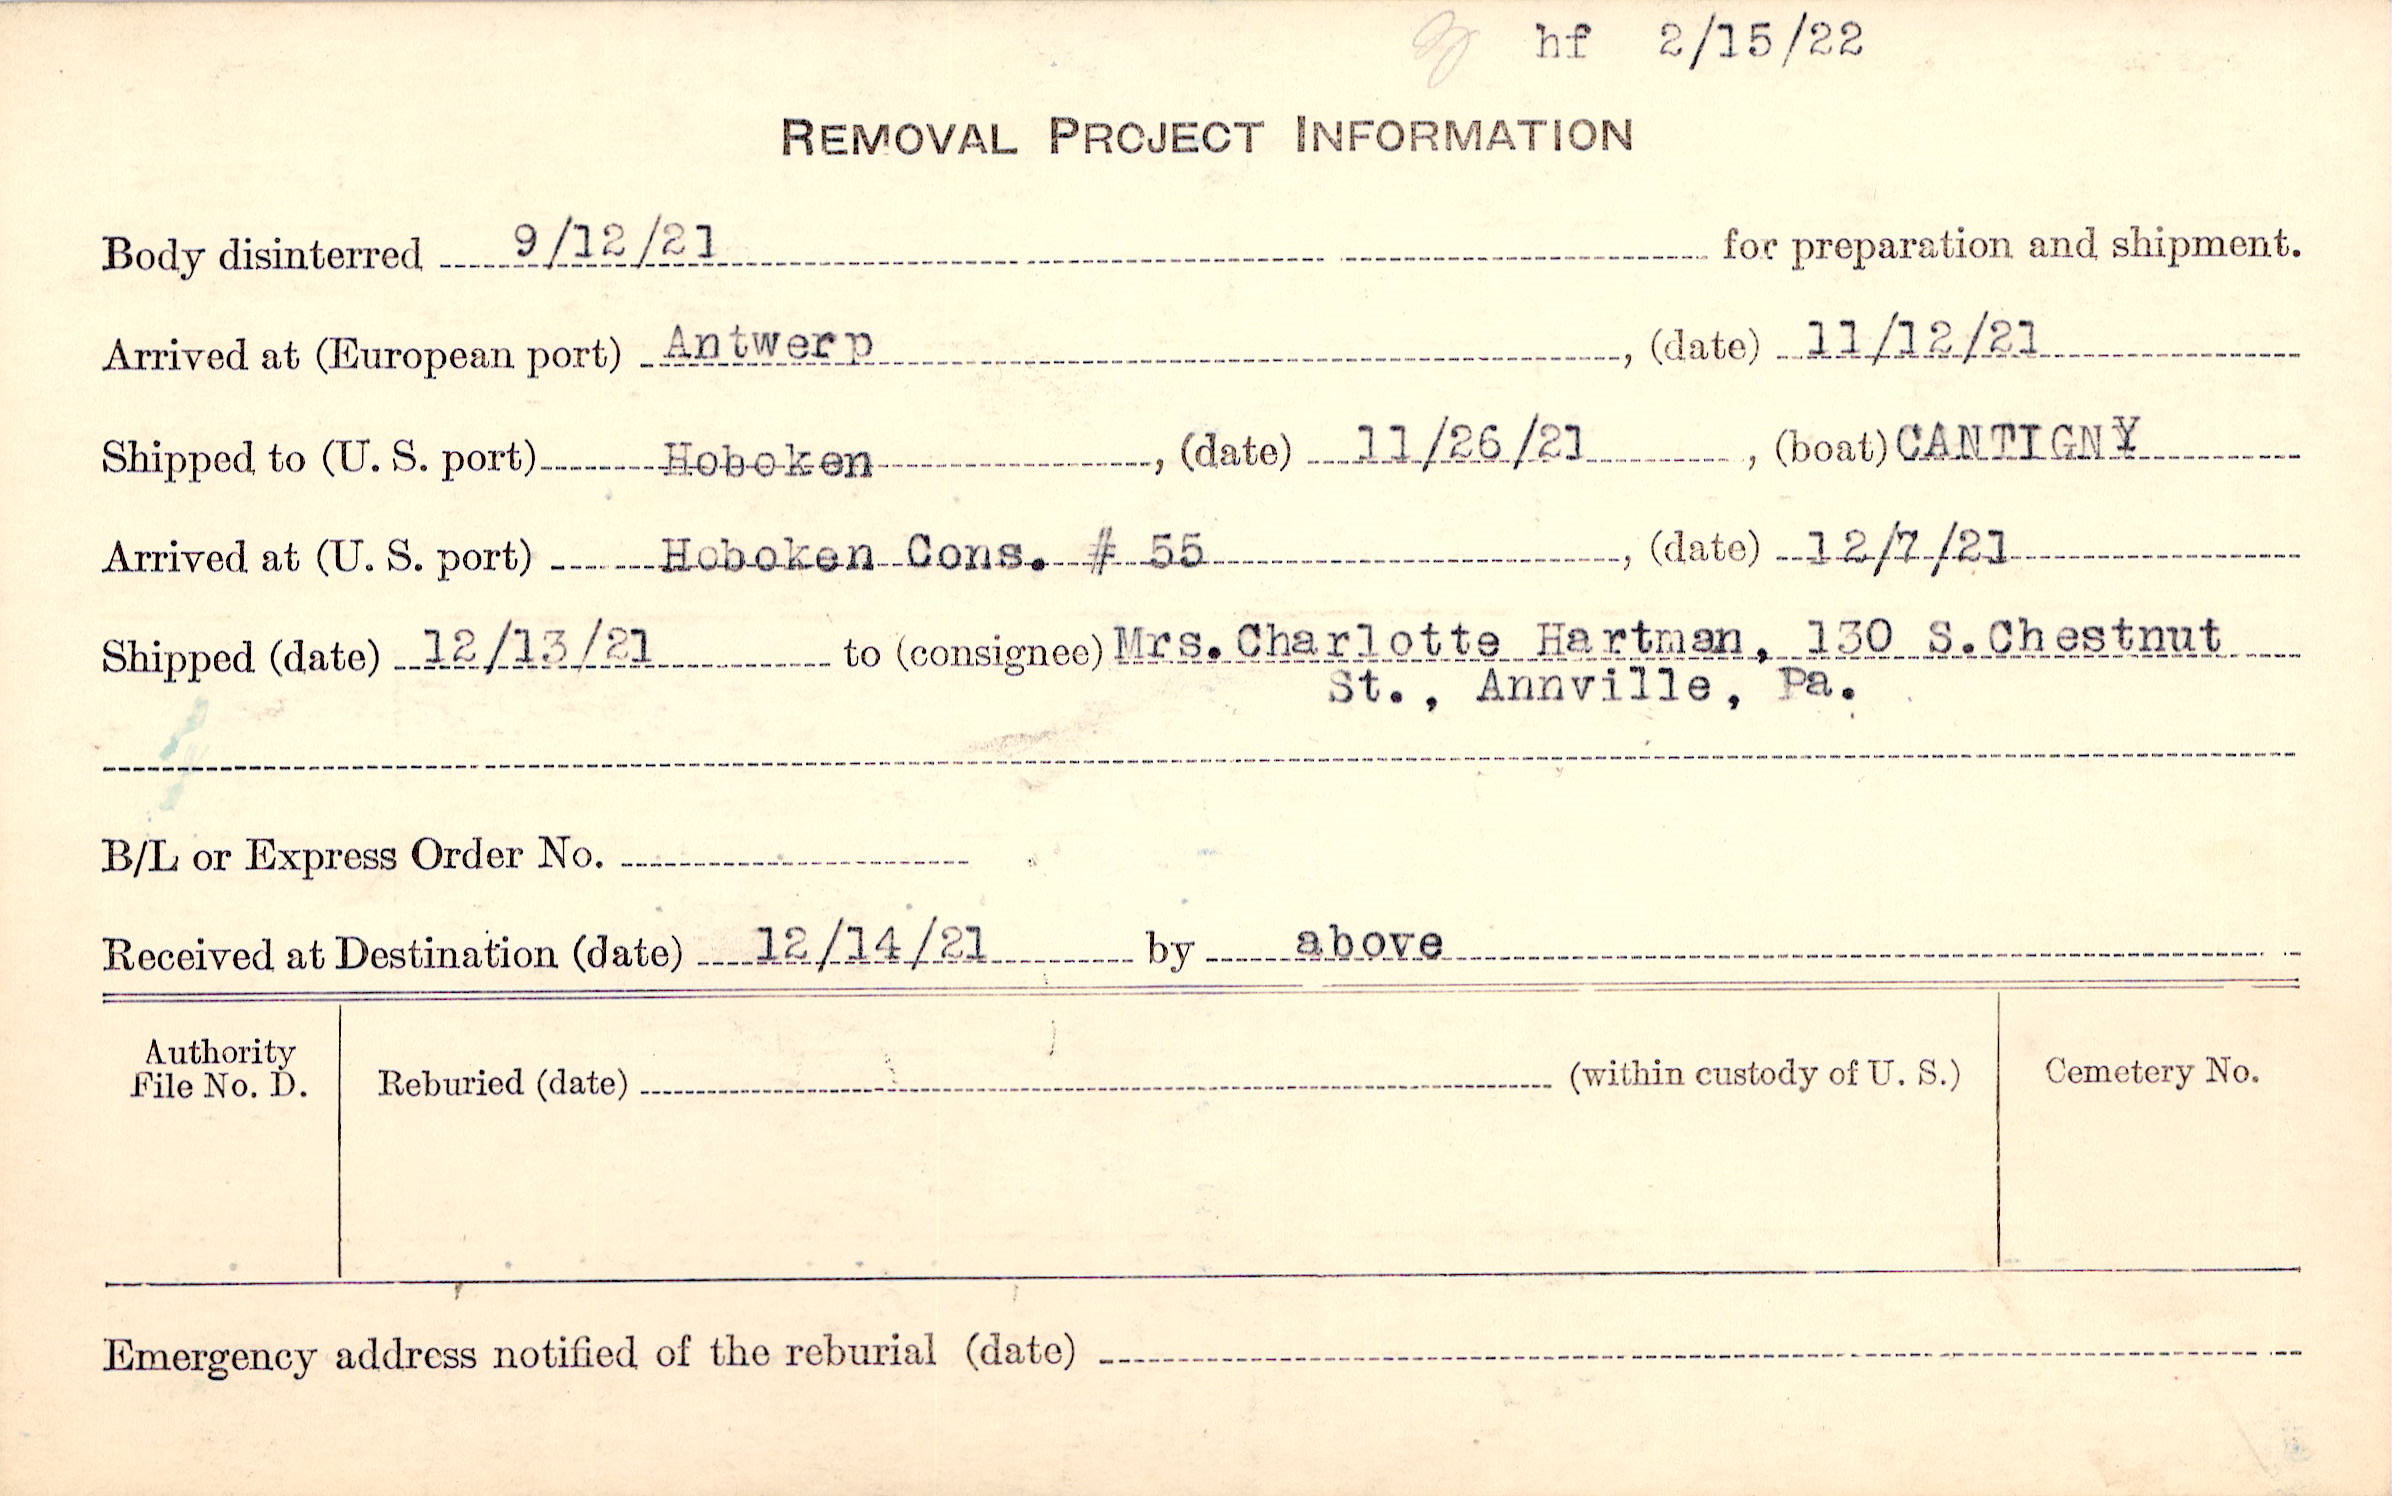 hf 2/15/22
REMOVAL PROJECT INFORMATION
Body disinterred 9/12/21 for preparation and shipment.
Arrived at (European port) Antwerp, (date) 11/12/21
Shipped to (U. S. port) Hoboken, (date) 11/26/21, (boat) CANTIGNY
Arrived at (U. S. port) Hoboken Cons. # 55, (date) 12/7/21
Shipped (date) 12/13/21 to (consignee) Mrs. Charlotte Hartman, 130 S. Chestnut
St., Annville, Pa.
B/L or Express Order No.
Received at Destination (date) 12/14/21 by above
Authority
File No. D.
Reburied (date) (within custody of U. S.)
Cemetery No.
Emergency address notified of the reburial (date)